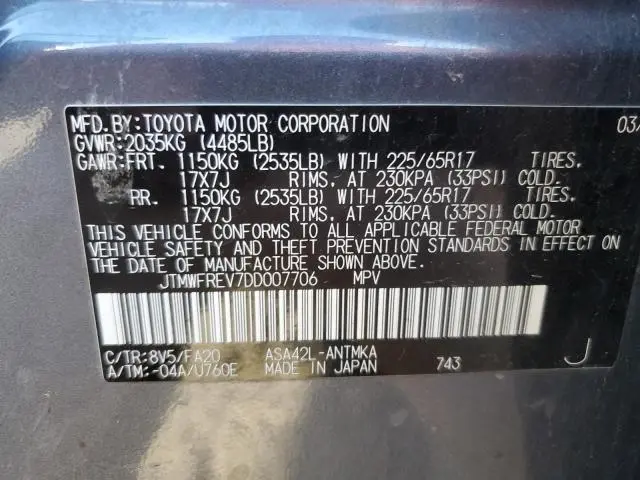 MFD.BY:TOYOTA MOTOR CORPORATION 03/
GVWR:2035KG (4485LB)
GAWR:FRT. 1150KG (2535LB) WITH 225/65R17 TIRES,
17X7J RIMS, AT 230KPA (33PSI) COLD.
RR. 1150KG (2535LB) WITH 225/65R17 TIRES,
17X7J RIMS, AT 230KPA (33PSI) COLD.
THIS VEHICLE CONFORMS TO ALL APPLICABLE FEDERAL MOTOR
VEHICLE SAFETY AND THEFT PREVENTION STANDARDS IN EFFECT ON
THE DATE OF MANUFACTURE SHOWN ABOVE.
JTMWFREV7DD007706 MPV
C/TR:8V5/FA20 ASA42L-ANTMKA
A/TM:-04A/U760E MADE IN JAPAN 743 J